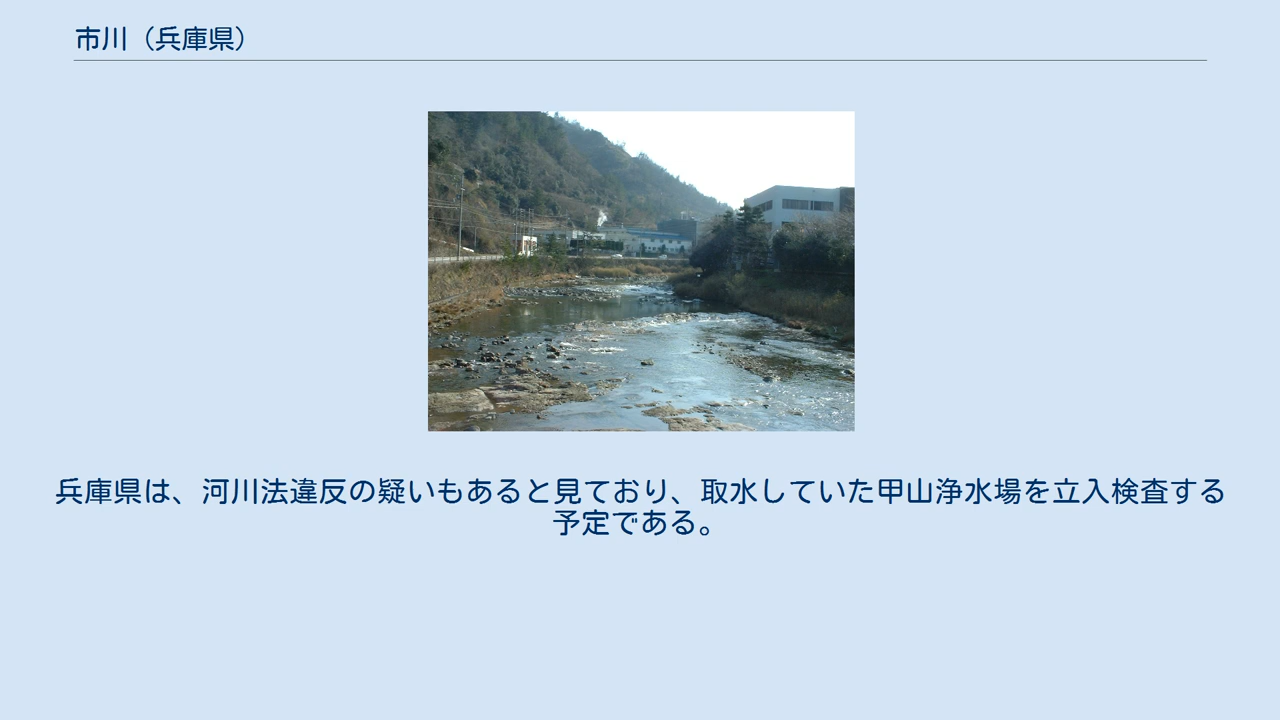 市川（兵庫県）
兵庫県は、河川法違反の疑いもあると見ており、取水していた甲山浄水場を立入検査する
予定である。